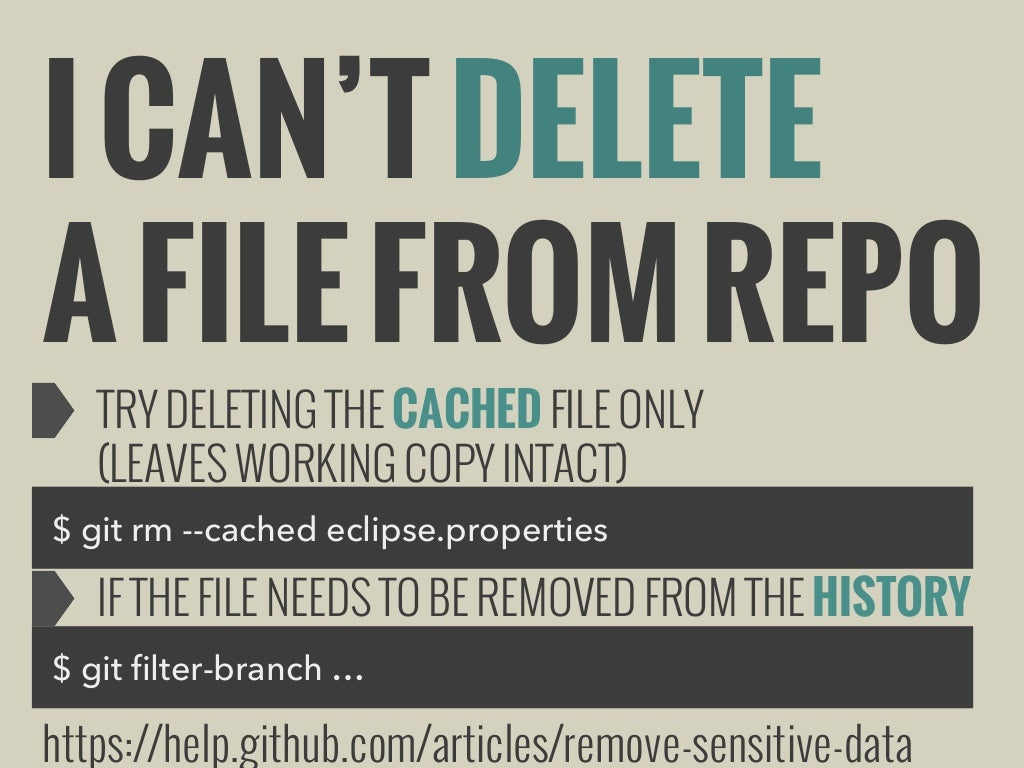 I CAN’T DELETE
A FILE FROM REPO
TRY DELETING THE CACHED FILE ONLY
(LEAVES WORKING COPY INTACT)
$ git rm --cached eclipse.properties
IF THE FILE NEEDS TO BE REMOVED FROM THE HISTORY
$ git filter-branch …
https://help.github.com/articles/remove-sensitive-data